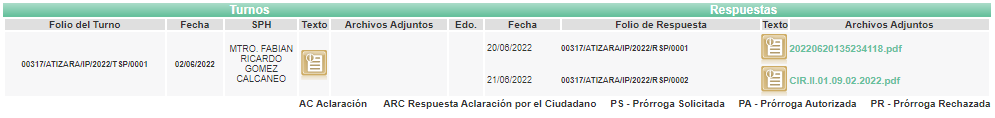 Turnos Respuestas
Folio del Turno Fecha SPH Texto Archivos Adjuntos Edo. Fecha Folio de Respuesta Texto Archivos Adjuntos
00317/ATIZARA/IP/2022/TSP/0001 02/06/2022 MTRO. FABIAN
RICARDO
GOMEZ
CALCANEO
20/06/2022 00317/ATIZARA/IP/2022/RSP/0001 20220620135234118.pdf
21/06/2022 00317/ATIZARA/IP/2022/RSP/0002 CIR.II.01.09.02.2022.pdf
AC Aclaración ARC Respuesta Aclaración por el Ciudadano PS - Prórroga Solicitada PA - Prórroga Autorizada PR - Prórroga Rechazada